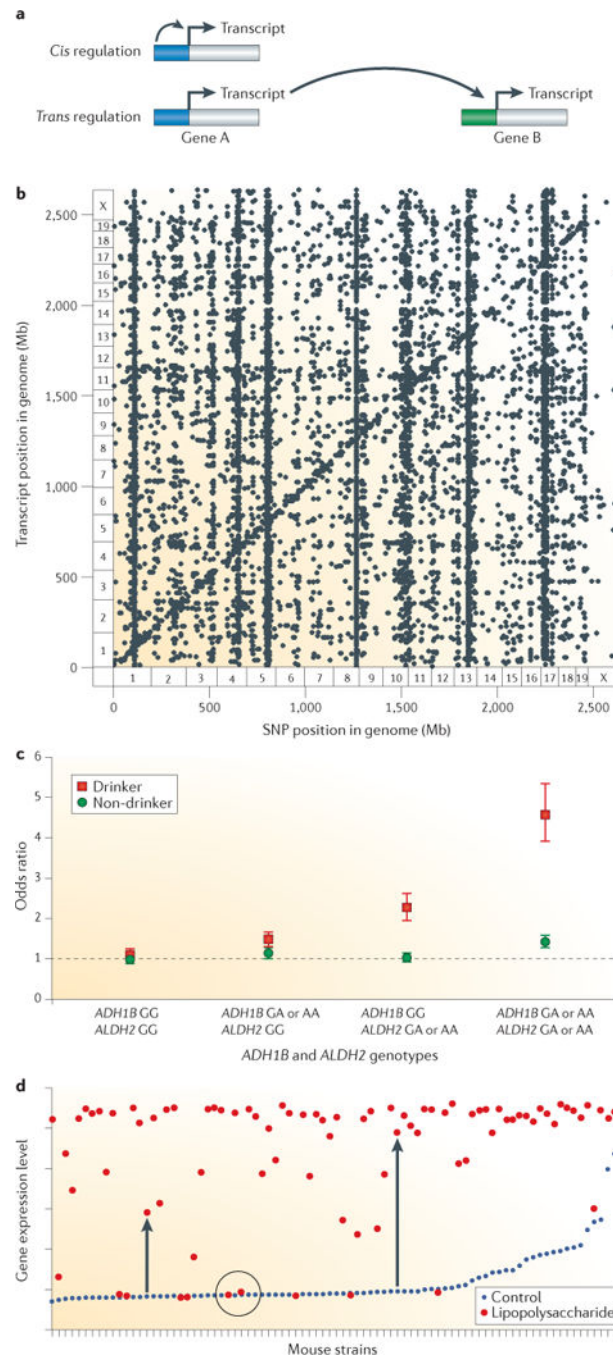 a
Transcript
Cis regulation
Transcript
Transcript
Trans regulation
Gene A
Gene B
b
2,500
2,000
1,500
1,000
500
0
Transcript position in genome (Mb)
X
19
18
17
16
15
14
13
12
11
10
9
8
7
6
5
4
3
2
1
1 2 3 4 5 6 7 8 9 10 11 12 13 14 15 16 17 18 19 X
0 500 1,000 1,500 2,000 2,500
SNP position in genome (Mb)
c
6
5
4
3
2
1
0
Odds ratio
Drinker
Non-drinker
ADH1B GG ADH1B GA or AA ADH1B GG ADH1B GA or AA
ALDH2 GG ALDH2 GG ALDH2 GA or AA ALDH2 GA or AA
ADH1B and ALDH2 genotypes
d
Gene expression level
Control
Lipopolysaccharide
Mouse strains